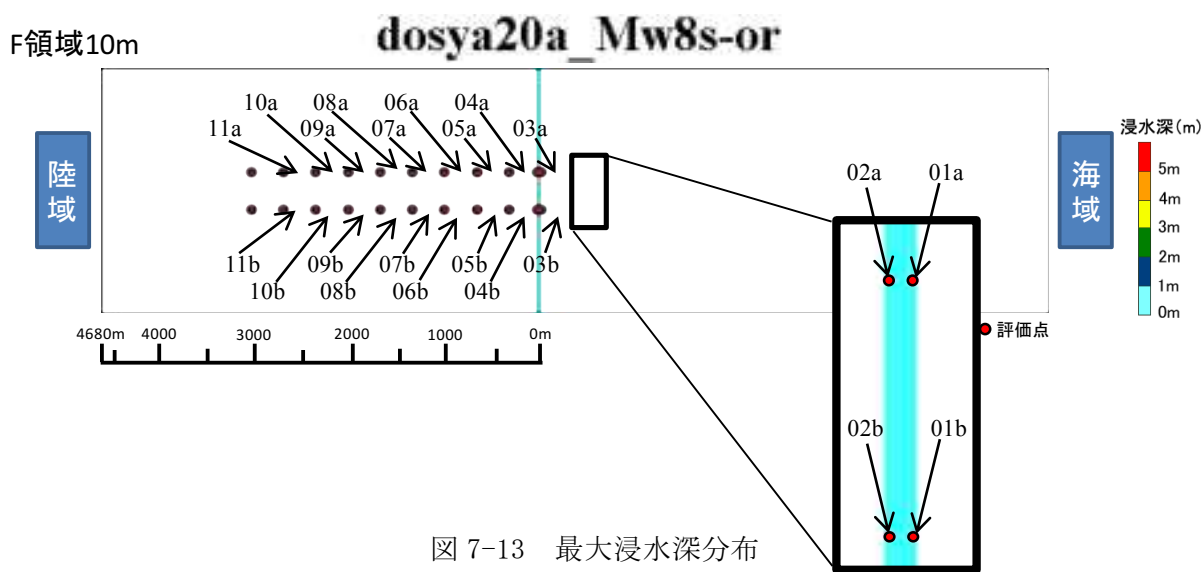 F領域10m
dosya20a_Mw8s-or
陸域
海域
10a 08a 06a 04a
11a 09a 07a 05a 03a
11b 09b 07b 05b 03b
10b 08b 06b 04b
4680m 4000 3000 2000 1000 0m
02a 01a
02b 01b
浸水深(m)
5m
4m
3m
2m
1m
0m
評価点
図 7-13 最大浸水深分布